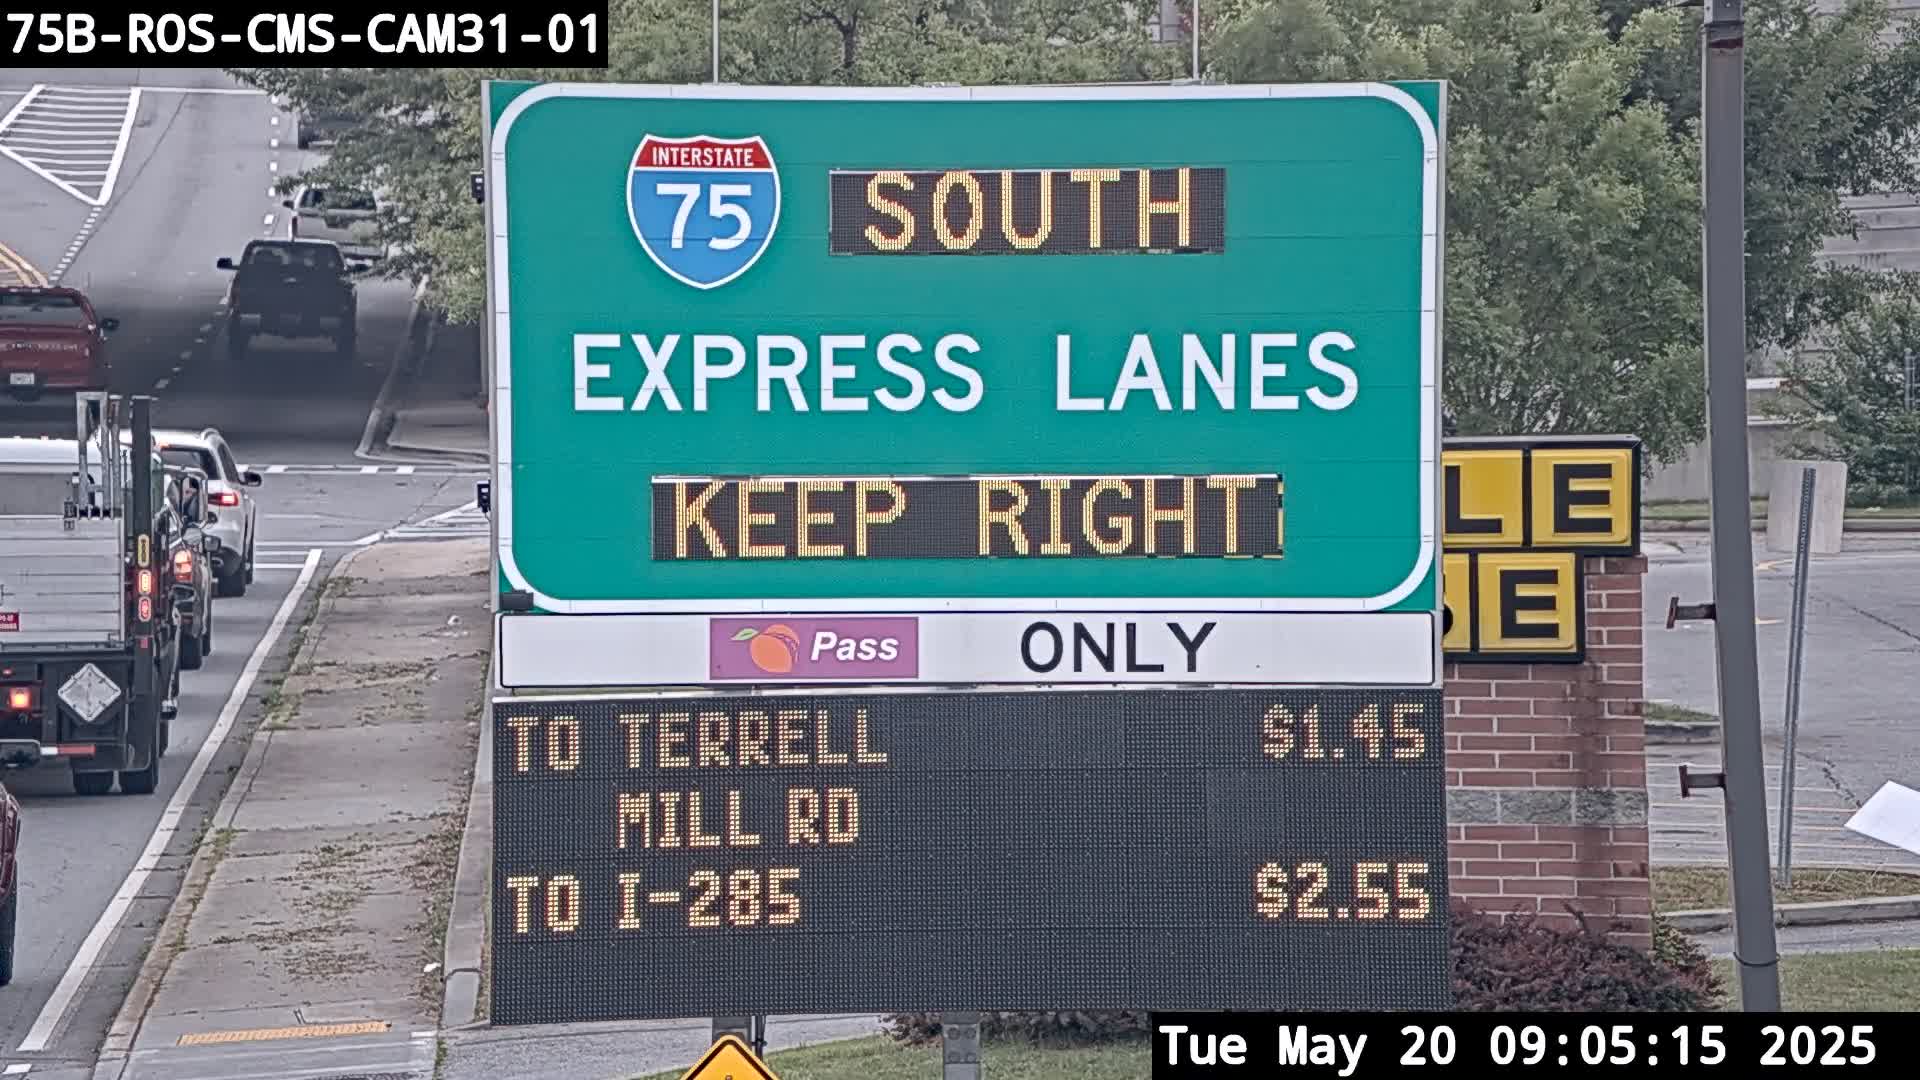 75B-ROS-CMS-CAM31-01
INTERSTATE
75
SOUTH
EXPRESS LANES
KEEP RIGHT
LE
E
Pass ONLY
TO TERRELL $1.45
MILL RD
TO I-285 $2.55
Tue May 20 09:05:15 2025